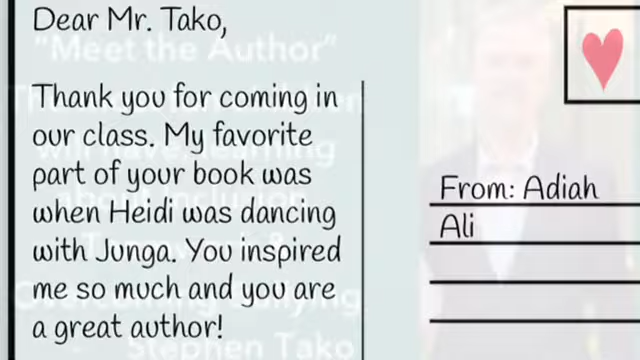 Dear Mr. Tako,
"Meet the Author"
Thank you for coming in
our class. My favorite
part of your book was
when Heidi was dancing
with Junga. You inspired
me so much and you are
a great author!
Stephen Tako
From: Adiah
Ali